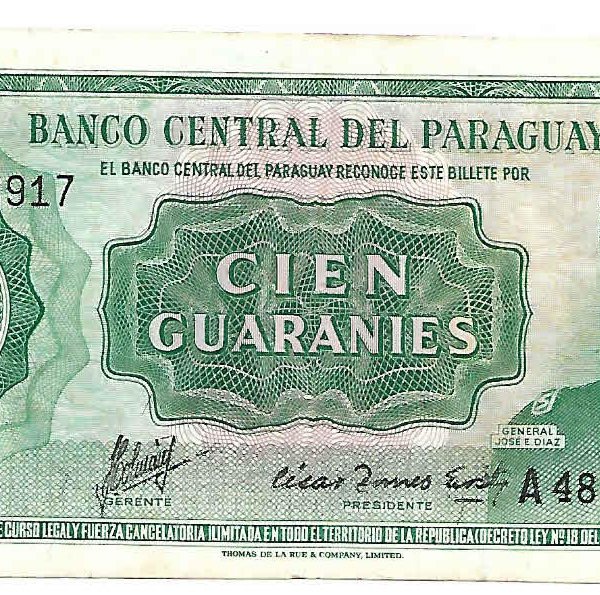 BANCO CENTRAL DEL PARAGUAY
EL BANCO CENTRAL DEL PARAGUAY RECONOCE ESTE BILLETE POR
917
CIEN
GUARANIES
GENERAL
JOSÉ E. DIAZ
GERENTE
PRESIDENTE
A 48
E CURSO LEGAL Y FUERZA CANCELATORIA ILIMITADA EN TODO EL TERRITORIO DE LA REPUBLICA (DECRETO LEY Nº 18 DEL
THOMAS DE LA RUE & COMPANY, LIMITED.